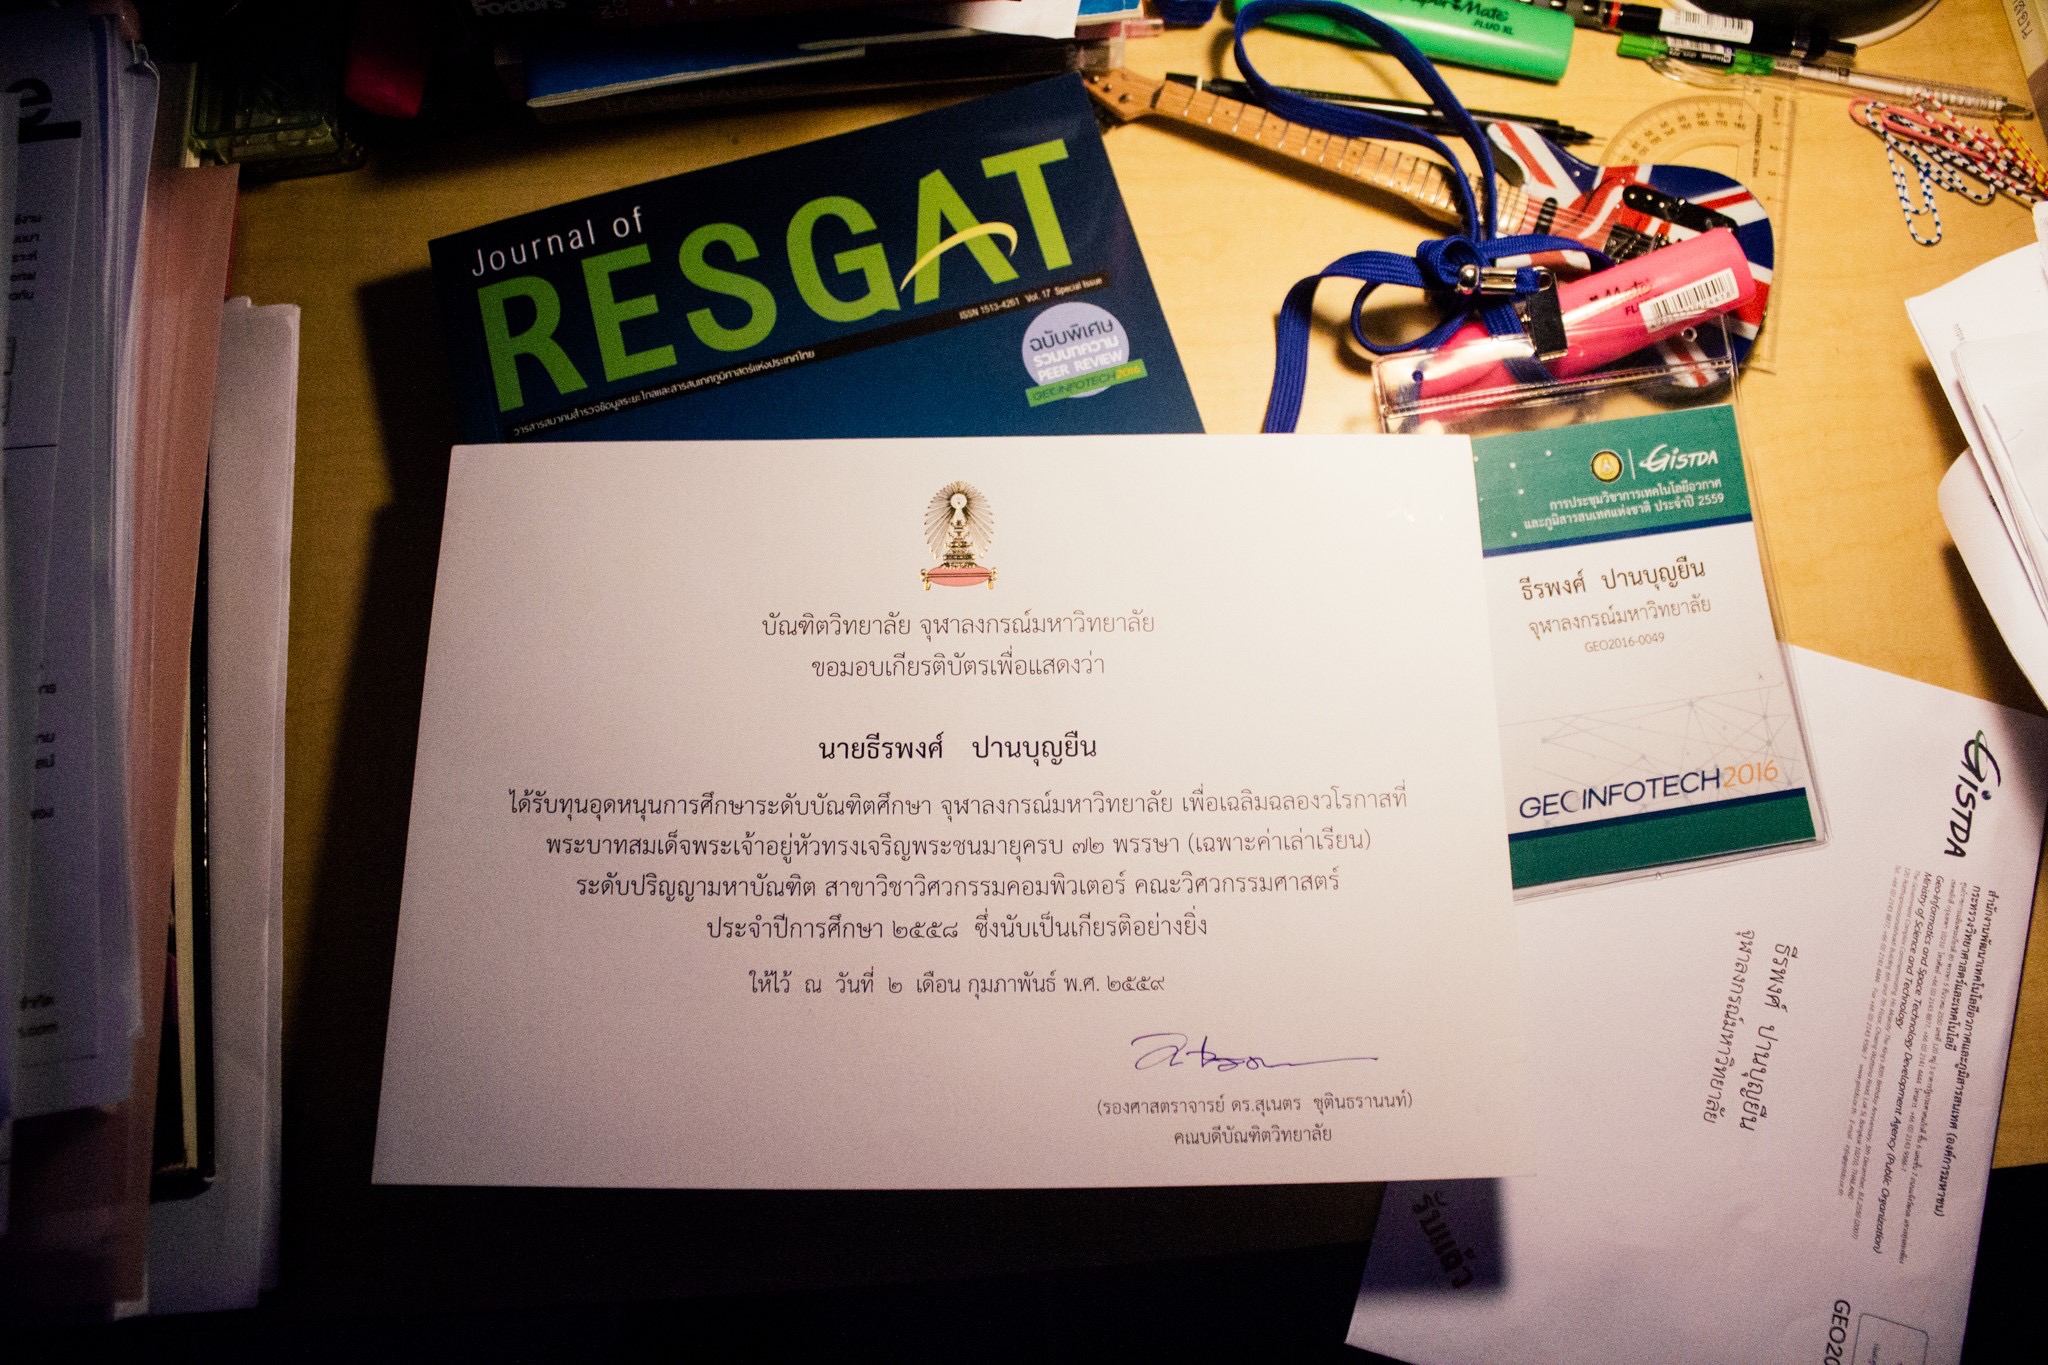 Fodor's
Journal of
RESGAT
ISSN 1513-4261 Vol. 17 Special Issue
วารสารสมาคมสำรวจข้อมูลระยะไกลและสารสนเทศภูมิศาสตร์แห่งประเทศไทย
ฉบับพิเศษ
รวมบทความ
PEER REVIEW
GEOINFOTECH2016
Mate
FLUO XL
บัณฑิตวิทยาลัย จุฬาลงกรณ์มหาวิทยาลัย
ขอมอบเกียรติบัตรเพื่อแสดงว่า
นายธีรพงศ์ ปานบุญยืน
ได้รับทุนอุดหนุนการศึกษาระดับบัณฑิตศึกษา จุฬาลงกรณ์มหาวิทยาลัย เพื่อเฉลิมฉลองวโรกาสที่
พระบาทสมเด็จพระเจ้าอยู่หัวทรงเจริญพระชนมายุครบ ๗๒ พรรษา (เฉพาะค่าเล่าเรียน)
ระดับปริญญามหาบัณฑิต สาขาวิชาวิศวกรรมคอมพิวเตอร์ คณะวิศวกรรมศาสตร์
ประจำปีการศึกษา ๒๕๕๘ ซึ่งนับเป็นเกียรติอย่างยิ่ง
ให้ไว้ ณ วันที่ ๒ เดือน กุมภาพันธ์ พ.ศ. ๒๕๕๙
(รองศาสตราจารย์ ดร.สุเนตร ชุตินธรานนท์)
คณบดีบัณฑิตวิทยาลัย
GISTDA
การประชุมวิชาการเทคโนโลยีอวกาศ
และภูมิสารสนเทศแห่งชาติ ประจำปี 2559
ธีรพงศ์ ปานบุญยืน
จุฬาลงกรณ์มหาวิทยาลัย
GEO2016-0049
GEOINFOTECH2016
GISTDA
สำนักงานพัฒนาเทคโนโลยีอวกาศและภูมิสารสนเทศ (องค์การมหาชน)
กระทรวงวิทยาศาสตร์และเทคโนโลยี
Geo-Informatics and Space Technology Development Agency (Public Organization)
Ministry of Science and Technology
ธีรพงศ์ ปานบุญยืน
จุฬาลงกรณ์มหาวิทยาลัย
รับแล้ว
GEO20